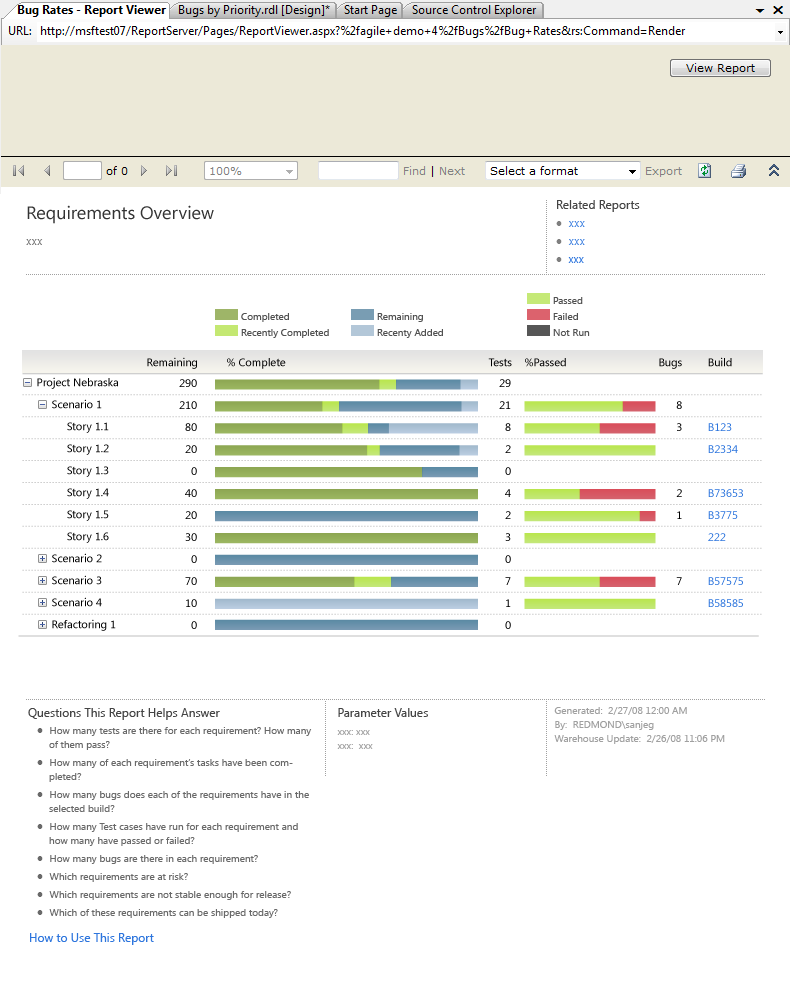 Bug Rates - Report Viewer Bugs by Priority.rdl [Design]* Start Page Source Control Explorer
URL: http://msftest07/ReportServer/Pages/ReportViewer.aspx?%2fagile+demo+4%2fBugs%2fBug+Rates&rs:Command=Render
View Report
of 0 100% Find | Next Select a format Export
Requirements Overview
xxx
Related Reports
• xxx
• xxx
• xxx
Completed
Recently Completed
Remaining
Recenty Added
Passed
Failed
Not Run
Remaining % Complete Tests %Passed Bugs Build
Project Nebraska 290 29
Scenario 1 210 21 8
Story 1.1 80 8 3 B123
Story 1.2 20 2 B2334
Story 1.3 0 0
Story 1.4 40 4 2 B73653
Story 1.5 20 2 1 B3775
Story 1.6 30 3 222
Scenario 2 0 0
Scenario 3 70 7 7 B57575
Scenario 4 10 1 B58585
Refactoring 1 0 0
Questions This Report Helps Answer
• How many tests are there for each requirement? How many
of them pass?
• How many of each requirement's tasks have been com-
pleted?
• How many bugs does each of the requirements have in the
selected build?
• How many Test cases have run for each requirement and
how many have passed or failed?
• How many bugs are there in each requirement?
• Which requirements are at risk?
• Which requirements are not stable enough for release?
• Which of these requirements can be shipped today?
How to Use This Report
Parameter Values
xxx: xxx
xxx: xxx
Generated: 2/27/08 12:00 AM
By: REDMOND\sanjeg
Warehouse Update: 2/26/08 11:06 PM